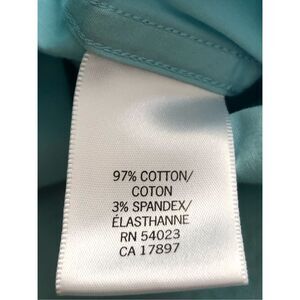 97% COTTON/
COTON
3% SPANDEX/
ÉLASTHANNE
RN 54023
CA 17897